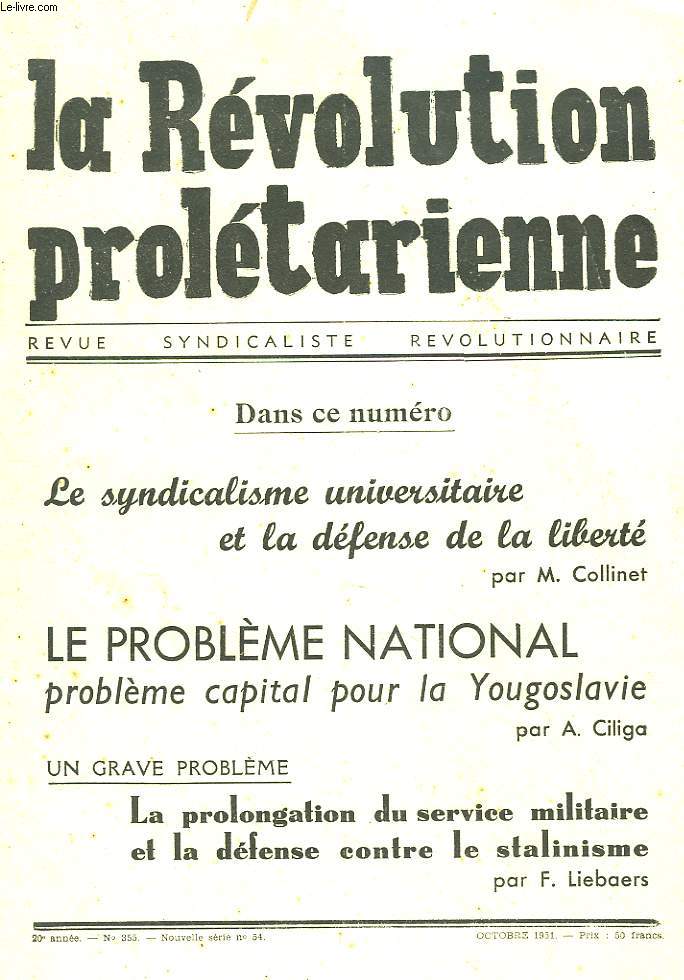 Le-livre.com
la Révolution
prolétarienne
REVUE SYNDICALISTE REVOLUTIONNAIRE
Dans ce numéro
Le syndicalisme universitaire
et la défense de la liberté
par M. Collinet
LE PROBLÈME NATIONAL
problème capital pour la Yougoslavie
par A. Ciliga
UN GRAVE PROBLÈME
La prolongation du service militaire
et la défense contre le stalinisme
par F. Liebaers
20e année. — No 355. — Nouvelle série no 54. OCTOBRE 1951. — Prix : 50 francs.